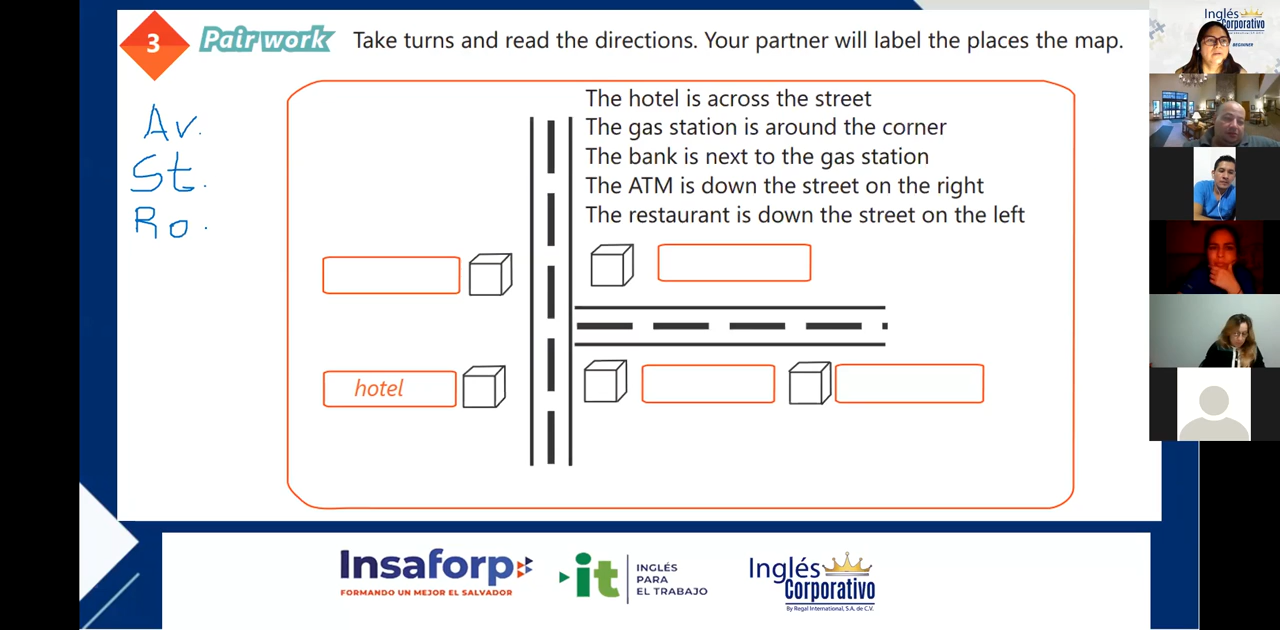 3 Pair work Take turns and read the directions. Your partner will label the places the map.
Av.
St.
Ro.
The hotel is across the street
The gas station is around the corner
The bank is next to the gas station
The ATM is down the street on the right
The restaurant is down the street on the left
hotel
Insaforp
FORMANDO UN MEJOR EL SALVADOR
it
INGLÉS
PARA
EL TRABAJO
Inglés
Corporativo
By Regal International, S.A. de C.V.
Inglés
Corporativo
BEGINNER